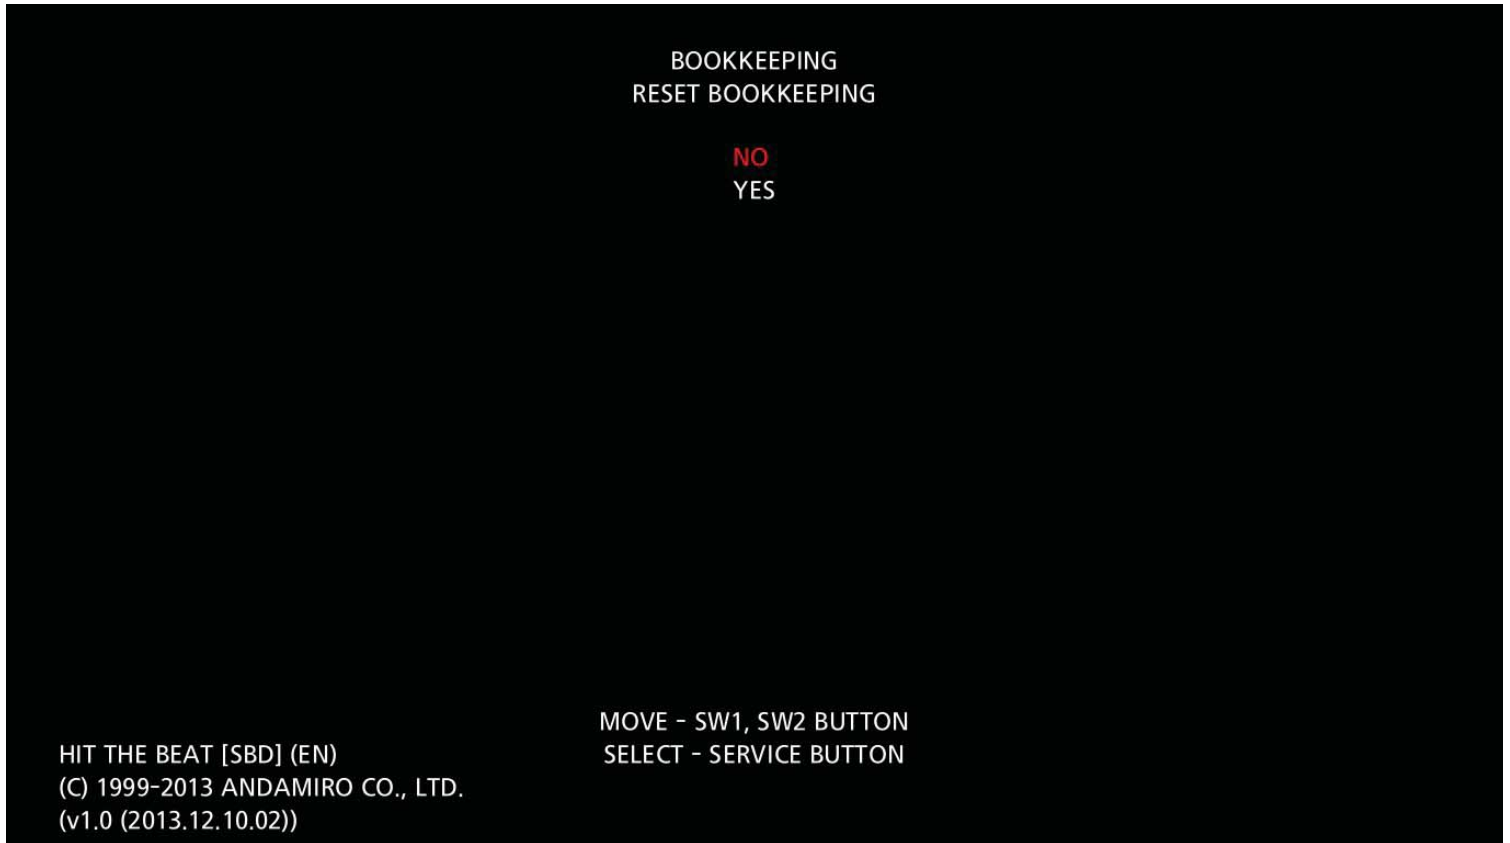 BOOKKEEPING
RESET BOOKKEEPING
NO
YES
MOVE - SW1, SW2 BUTTON
SELECT - SERVICE BUTTON
HIT THE BEAT [SBD] (EN)
(C) 1999-2013 ANDAMIRO CO., LTD.
(v1.0 (2013.12.10.02))